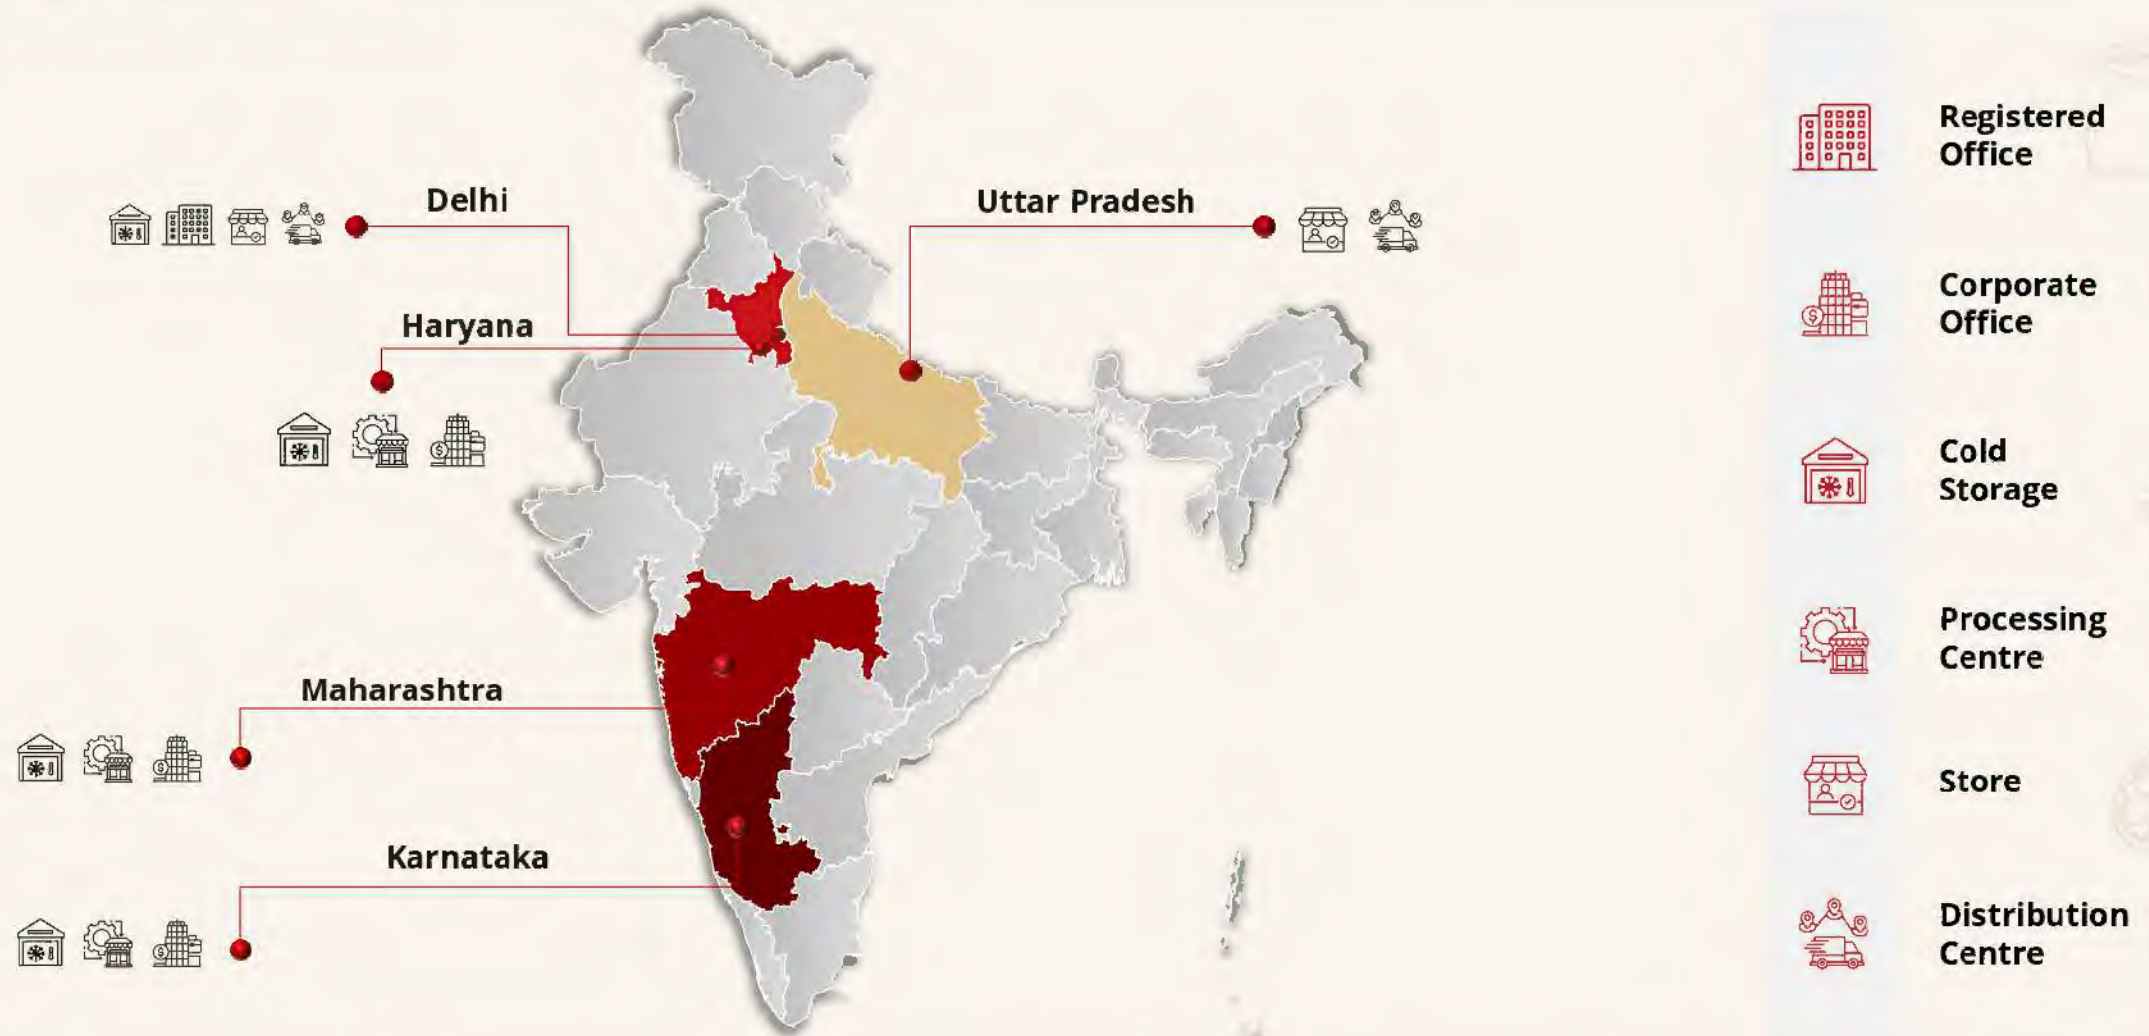 Delhi
Uttar Pradesh
Haryana
Maharashtra
Karnataka
Registered
Office
Corporate
Office
Cold
Storage
Processing
Centre
Store
Distribution
Centre